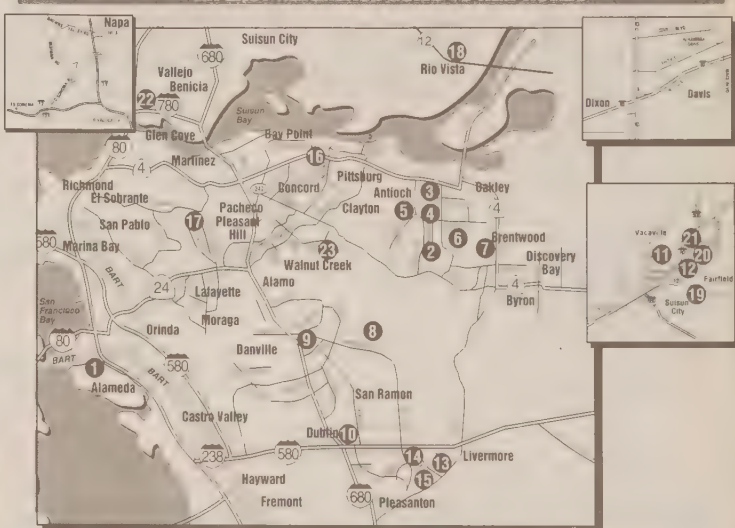 Napa
Suisun City
680
12
18
Rio Vista
Vallejo
Benicia
22
780
Suisun
Bay
Glen Cove
Bay Point
80
4
Martinez
16
Pittsburg
Richmond
El Sobrante
242
Concord
Antioch
3
Oakley
4
San Pablo
17
Pacheco
Pleasant
Hill
Clayton
5
4
6
7
Brentwood
580
Marina Bay
BART
23
Walnut Creek
2
Discovery
Bay
24
Lafayette
Alamo
4
Byron
San
Francisco
Bay
Moraga
Orinda
80
BART
1
Alameda
BART
580
Danville
9
8
San Ramon
Castro Valley
Dublin
10
238
580
14
13
Livermore
Hayward
15
Fremont
680
Pleasanton
Dixon
Davis
Vacaville
21
11
20
12
Fairfield
19
Suisun
City